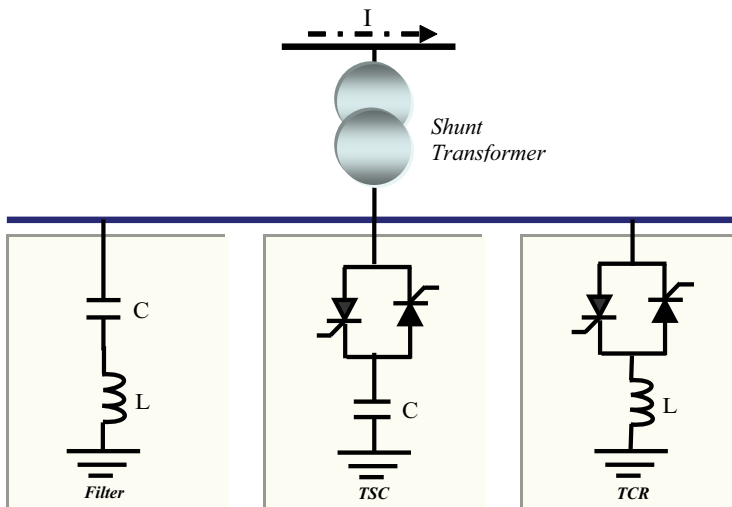 I
Shunt
Transformer
C
L
Filter
C
TSC
L
TCR